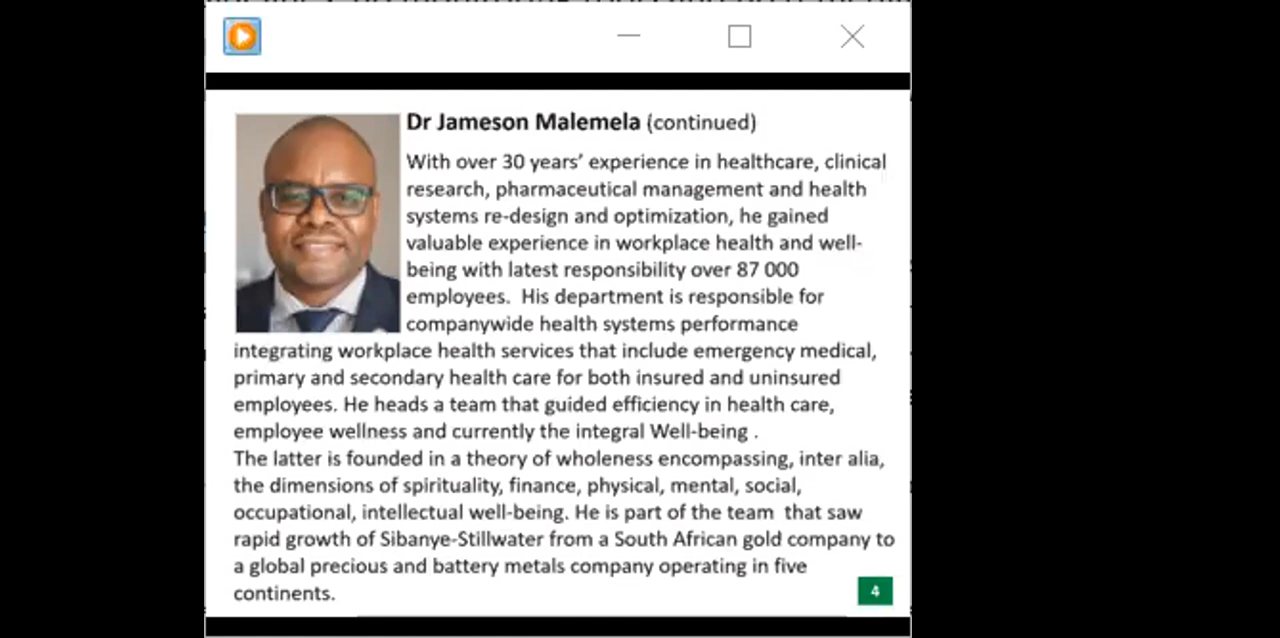 Dr Jameson Malemela (continued)
With over 30 years’ experience in healthcare, clinical
research, pharmaceutical management and health
systems re-design and optimization, he gained
valuable experience in workplace health and well-
being with latest responsibility over 87 000
employees.  His department is responsible for
companywide health systems performance
integrating workplace health services that include emergency medical,
primary and secondary health care for both insured and uninsured
employees. He heads a team that guided efficiency in health care,
employee wellness and currently the integral Well-being .
The latter is founded in a theory of wholeness encompassing, inter alia,
the dimensions of spirituality, finance, physical, mental, social,
occupational, intellectual well-being. He is part of the team  that saw
rapid growth of Sibanye-Stillwater from a South African gold company to
a global precious and battery metals company operating in five
continents.
4